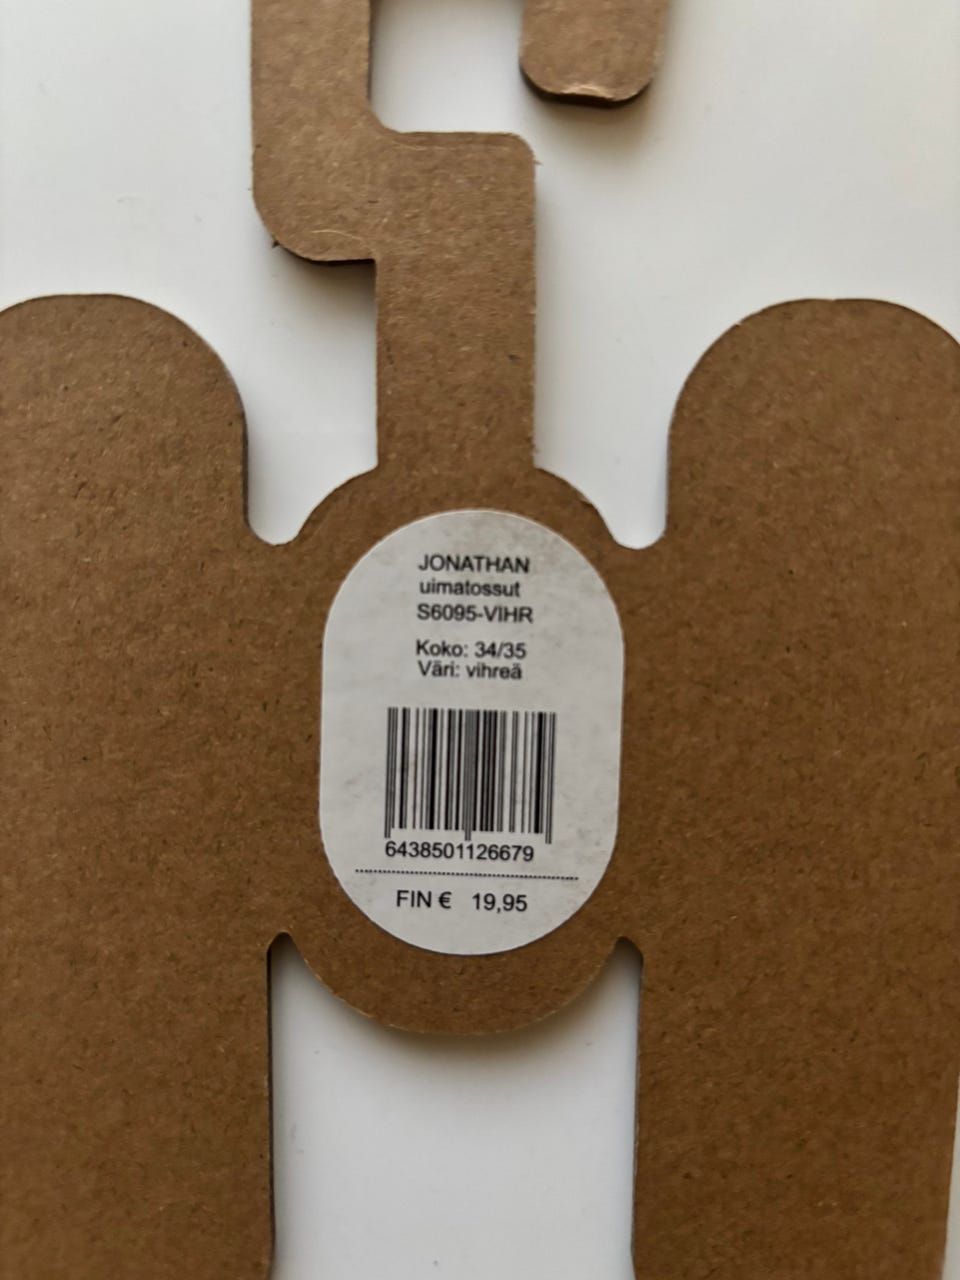 JONATHAN
uimatossut
S6095-VIHR
Koko: 34/35
Väri: vihreä
6438501126679
FIN € 19,95